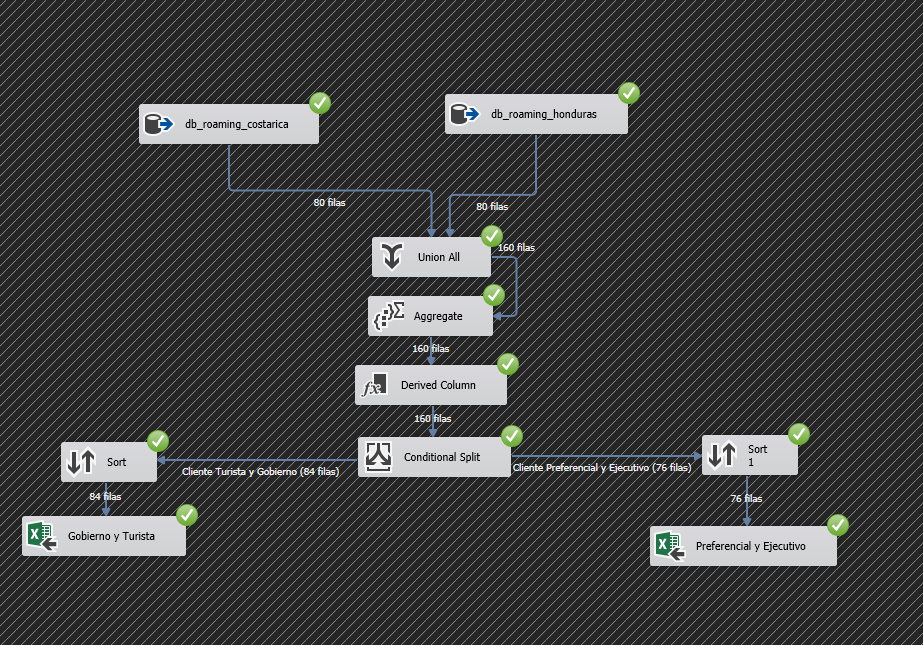 db_roaming_costarica
db_roaming_honduras
80 filas
80 filas
Union All
160 filas
Aggregate
160 filas
Derived Column
160 filas
Conditional Split
Sort
Cliente Turista y Gobierno (84 filas)
Cliente Preferencial y Ejecutivo (76 filas)
Sort
1
84 filas
76 filas
Gobierno y Turista
Preferencial y Ejecutivo